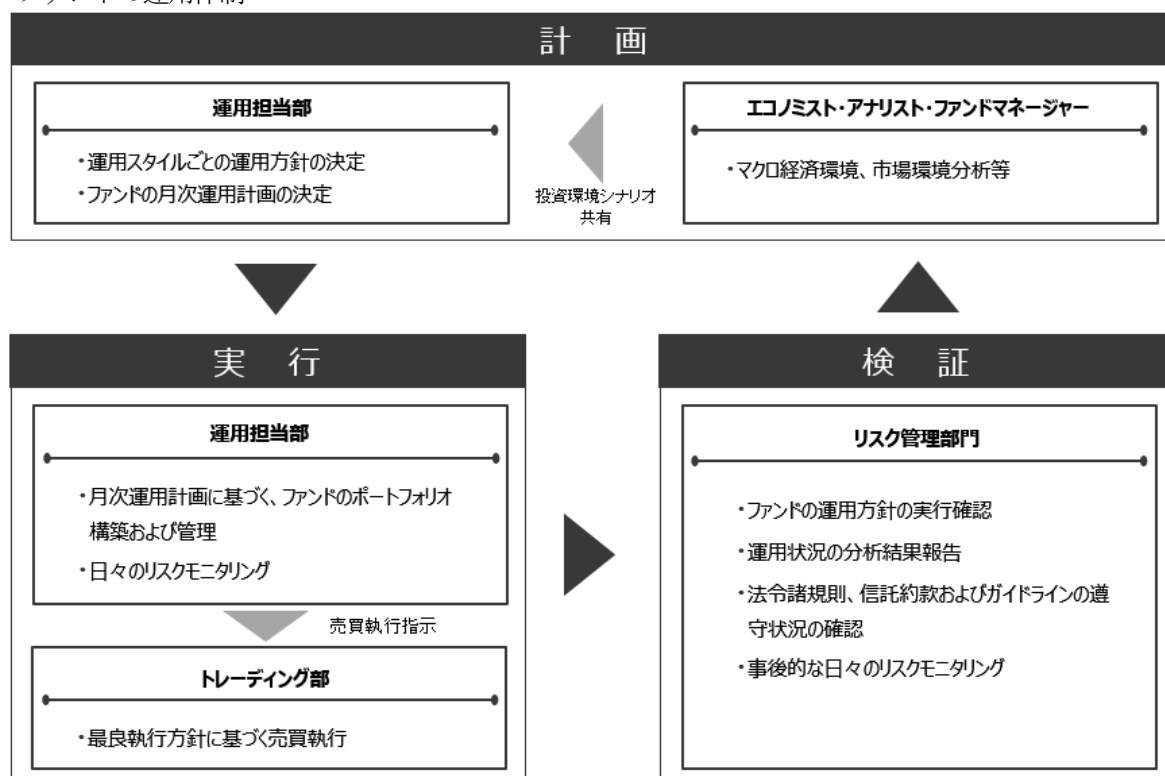 計 画
運用担当部
・運用スタイルごとの運用方針の決定
・ファンドの月次運用計画の決定
投資環境シナリオ
共有
エコノミスト・アナリスト・ファンドマネージャー
・マクロ経済環境、市場環境分析等
実 行
運用担当部
・月次運用計画に基づく、ファンドのポートフォリオ
構築および管理
・日々のリスクモニタリング
売買執行指示
トレーディング部
・最良執行方針に基づく売買執行
検 証
リスク管理部門
・ファンドの運用方針の実行確認
・運用状況の分析結果報告
・法令諸規則、信託約款およびガイドラインの遵
守状況の確認
・事後的な日々のリスクモニタリング